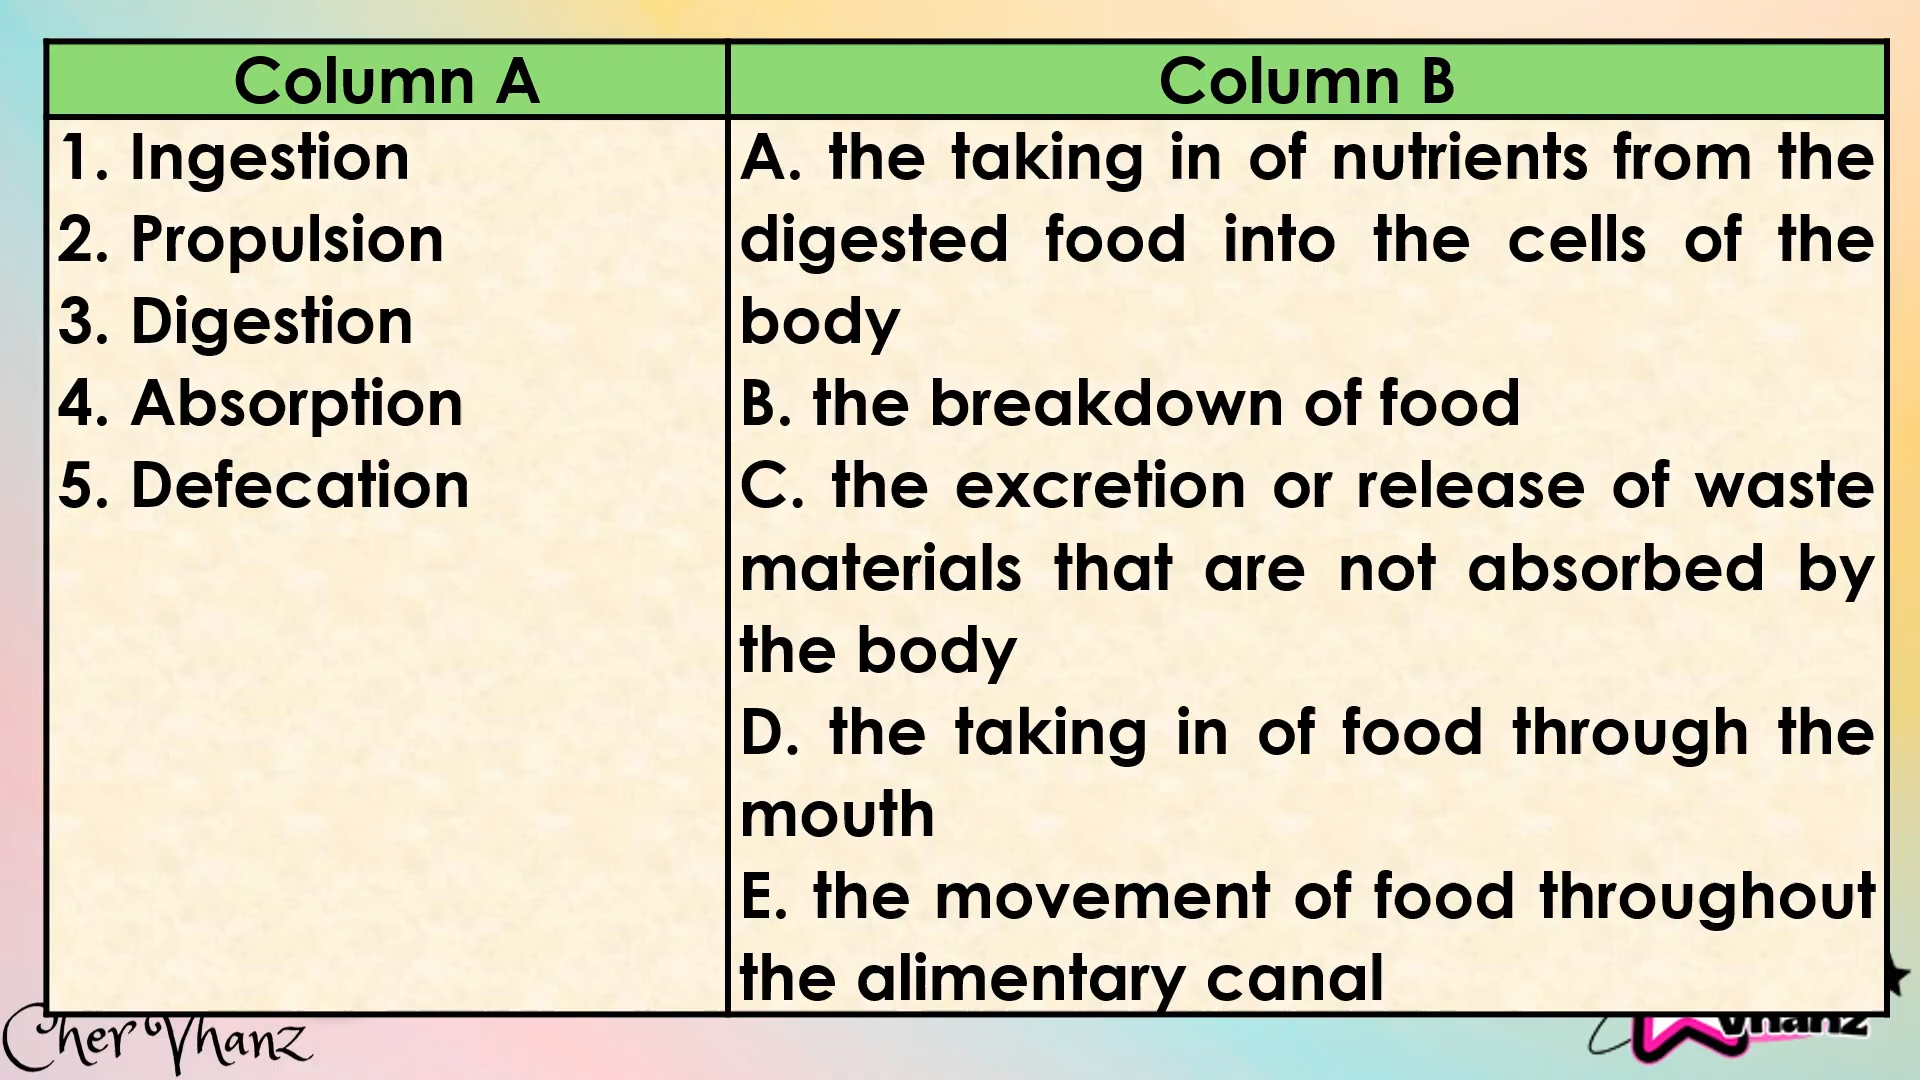 Column A
Column B
1. Ingestion
2. Propulsion
3. Digestion
4. Absorption
5. Defecation
A. the taking in of nutrients from the
digested food into the cells of the
body
B. the breakdown of food
C. the excretion or release of waste
materials that are not absorbed by
the body
D. the taking in of food through the
mouth
E. the movement of food throughout
the alimentary canal
Cher Vhanz
Vhanz